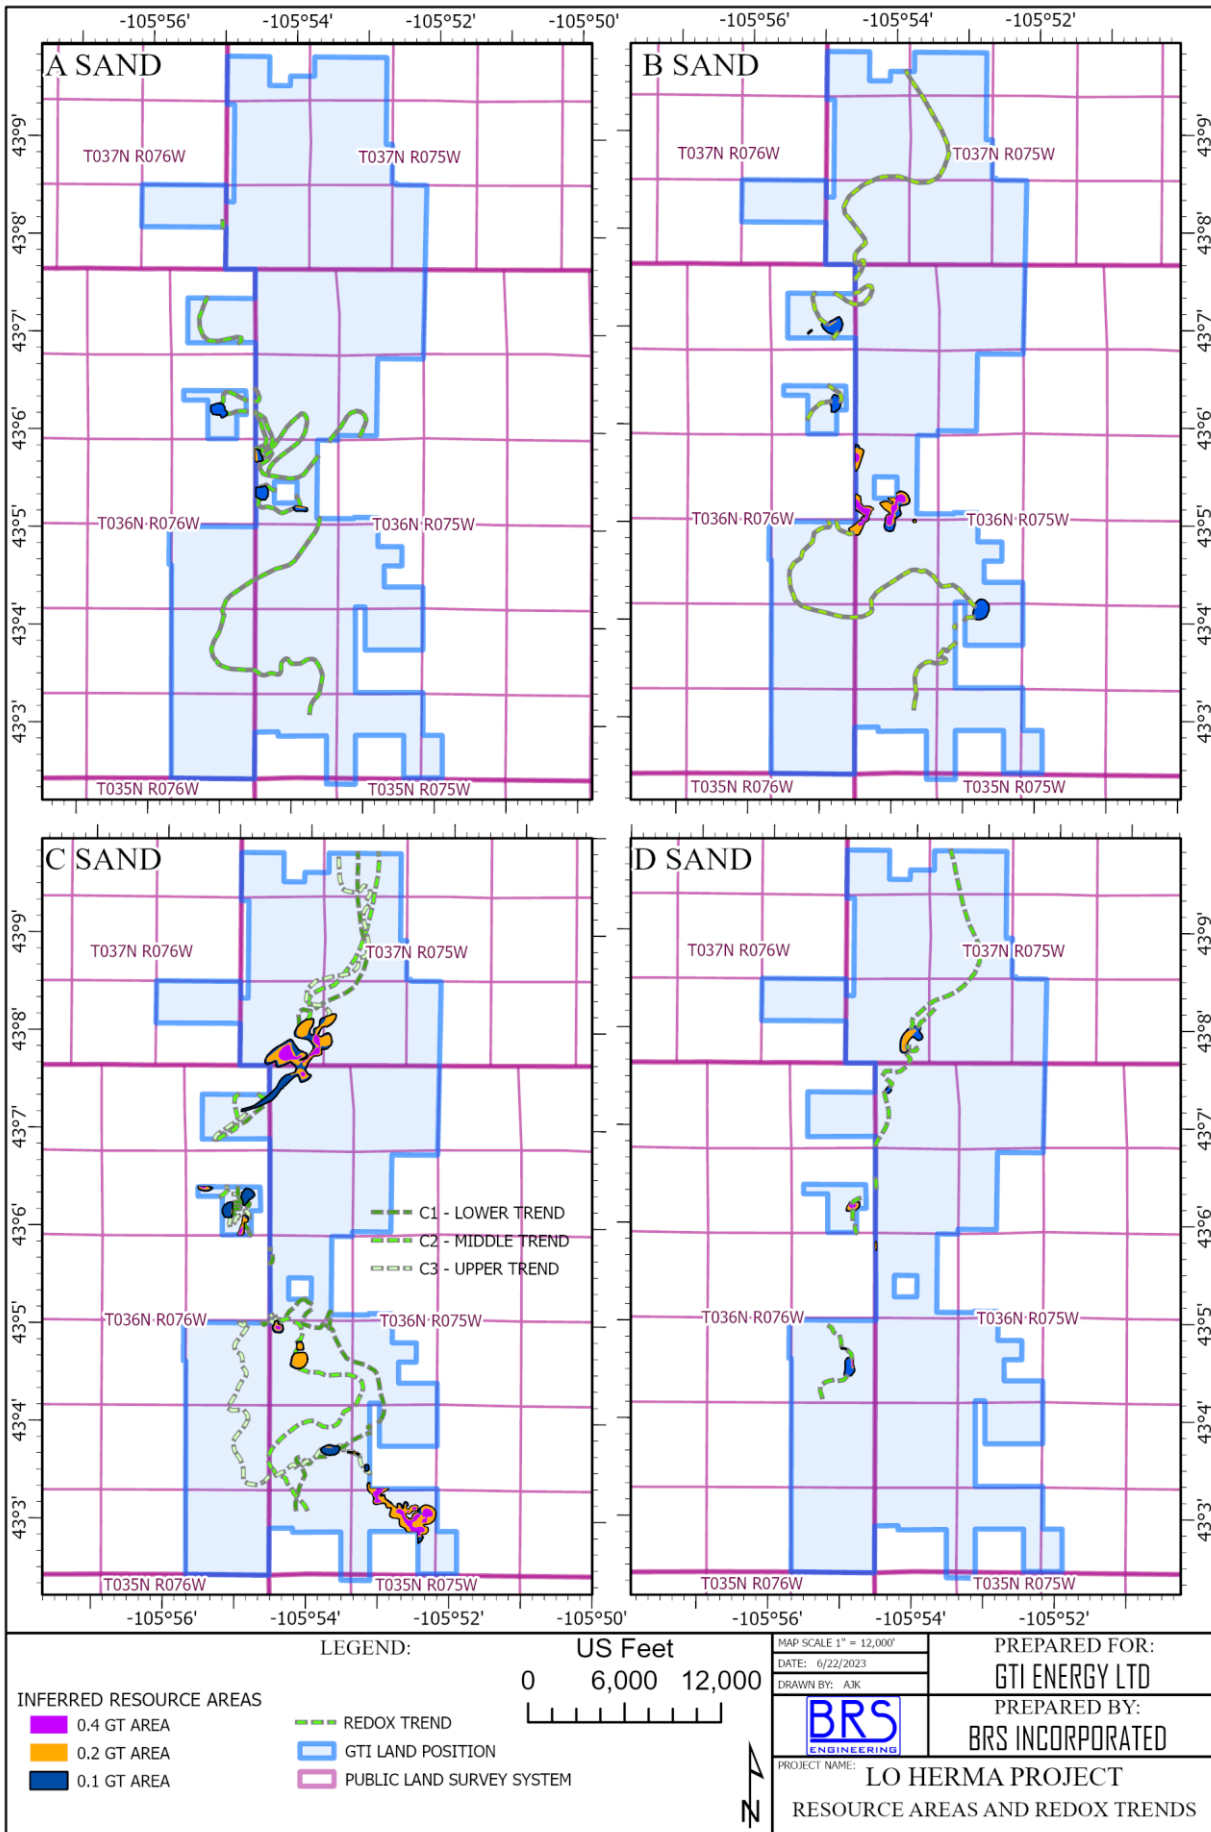 -105°56' -105°54' -105°52' -105°50' -105°56' -105°54' -105°52'
A SAND
43°9'
43°8'
43°7'
43°6'
43°5'
43°4'
43°3'
T037N R076W T037N R075W
T036N R076W T036N R075W
T035N R076W T035N R075W
B SAND
T037N R076W T037N R075W
T036N R076W T036N R075W
T035N R076W T035N R075W
43°9'
43°8'
43°7'
43°6'
43°5'
43°4'
43°3'
C SAND
43°9'
43°8'
43°7'
43°6'
43°5'
43°4'
43°3'
T037N R076W T037N R075W
C1 - LOWER TREND
C2 - MIDDLE TREND
C3 - UPPER TREND
T036N R076W T036N R075W
T035N R076W T035N R075W
D SAND
T037N R076W T037N R075W
T036N R076W T036N R075W
T035N R076W T035N R075W
43°9'
43°8'
43°7'
43°6'
43°5'
43°4'
43°3'
-105°56' -105°54' -105°52' -105°50' -105°56' -105°54' -105°52'
LEGEND:
INFERRED RESOURCE AREAS
0.4 GT AREA
0.2 GT AREA
0.1 GT AREA
REDOX TREND
GTI LAND POSITION
PUBLIC LAND SURVEY SYSTEM
US Feet
0 6,000 12,000
N
MAP SCALE 1" = 12,000'
DATE: 6/22/2023
DRAWN BY: AJK
BRS
ENGINEERING
PREPARED FOR:
GTI ENERGY LTD
PREPARED BY:
BRS INCORPORATED
PROJECT NAME:
LO HERMA PROJECT
RESOURCE AREAS AND REDOX TRENDS